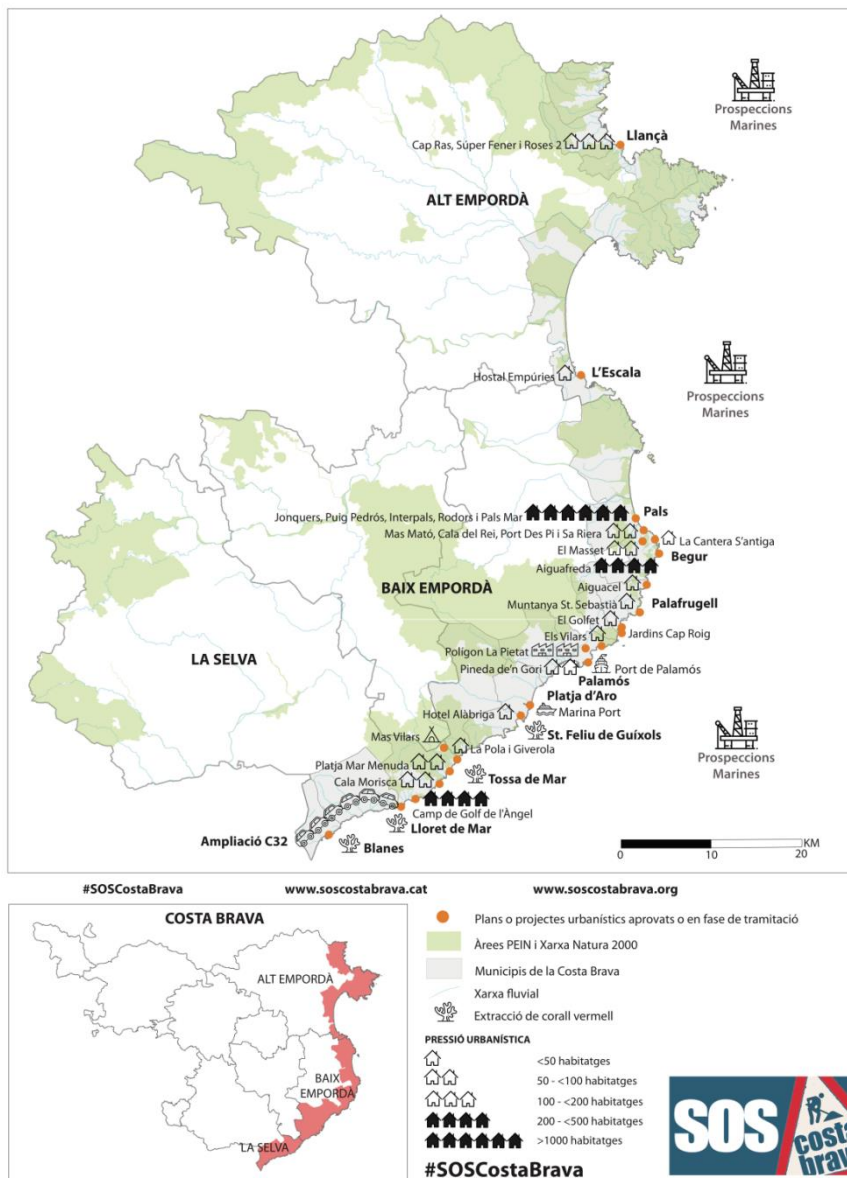 Prospeccions
Marines
Llançà
Cap Ras, Súper Fener i Roses 2
ALT EMPORDÀ
L'Escala
Hostal Empúries
Prospeccions
Marines
Pals
Jonquers, Puig Pedrós, Interpals, Rodors i Pals Mar
Mas Mató, Cala del Rei, Port Des Pi i Sa Riera
La Cantera S'antiga
El Masset
Begur
Aiguafreda
BAIX EMPORDÀ
Aiguacel
Muntanya St. Sebastià
Palafrugell
El Golfet
Els Vilars
Jardins Cap Roig
LA SELVA
Polígon La Pietat
Pineda de'n Gori
Port de Palamós
Palamós
Platja d'Aro
Hotel Alàbriga
Marina Port
Mas Vilars
St. Feliu de Guíxols
La Pola i Giverola
Platja Mar Menuda
Prospeccions
Marines
Cala Morisca
Tossa de Mar
Camp de Golf de l'Àngel
Lloret de Mar
Ampliació C32
Blanes
0 10 20 KM
#SOSCostaBrava www.soscostabrava.cat www.soscostabrava.org
COSTA BRAVA
ALT EMPORDÀ
BAIX
EMPORDÀ
LA SELVA
Plans o projectes urbanístics aprovats o en fase de tramitació
Àrees PEIN i Xarxa Natura 2000
Municipis de la Costa Brava
Xarxa fluvial
Extracció de corall vermell
PRESSIÓ URBANÍSTICA
<50 habitatges
50 - <100 habitatges
100 - <200 habitatges
200 - <500 habitatges
>1000 habitatges
#SOSCostaBrava
SOS
costa
brava